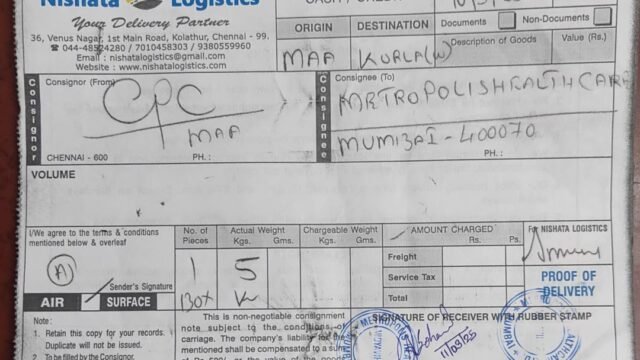 Nishata Logistics
Your Delivery Partner
36, Venus Nagar, 1st Main Road, Kolathur, Chennai - 99.
☎ 044-48524280 / 7010458303 / 9380559960
Email : nishatalogistics@gmail.com
Website : www.nishatalogistics.com
ORIGIN DESTINATION
Documents Non-Documents
Description of Goods Value (Rs.)
MAA KURLA(W)
Consignor
Consignor (From)
CPC
MAA
CHENNAI - 600 PH. :
Consignee
Consignee (To)
METROPOLIS HEALTH CARE
MUMBAI - 400070
PH. :
VOLUME
I/We agree to the terms & conditions
mentioned below & overleaf
A
Sender's Signature
AIR SURFACE
No. of Pieces
Actual Weight
Kgs. Gms.
Chargeable Weight
Kgs. Gms.
AMOUNT CHARGED
Rs. Ps.
1 5
BOX
Freight
Service Tax
Total
For NISHATA LOGISTICS
PROOF OF
DELIVERY
Note :
1. Retain this copy for your records.
Duplicate will not be issued.
2. To be filled by the Consignor
This is non-negotiable consignment
note subject to the conditions of
carriage. The company's liability for
mentioned shall be compensated to a sum
SIGNATURE OF RECEIVER WITH RUBBER STAMP